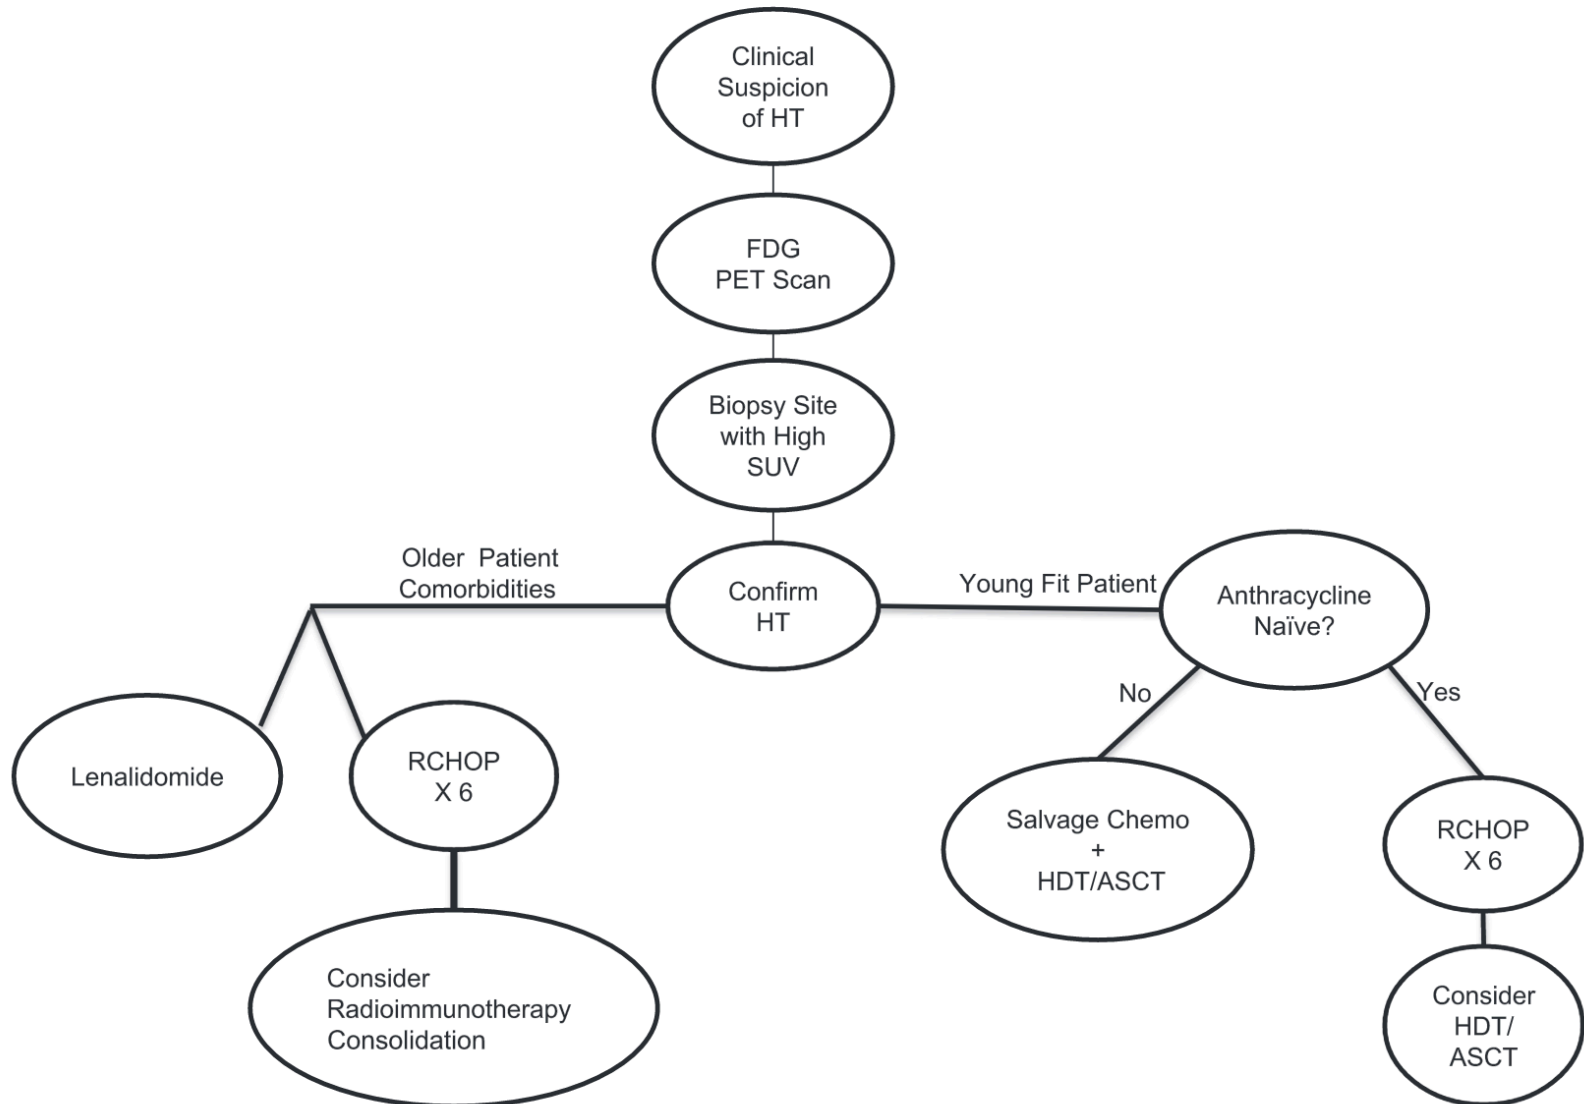 Clinical
Suspicion
of HT
FDG
PET Scan
Biopsy Site
with High
SUV
Older Patient
Comorbidities
Confirm
HT
Young Fit Patient
Anthracycline
Naïve?
No
Yes
Lenalidomide
RCHOP
X 6
Salvage Chemo
+
HDT/ASCT
RCHOP
X 6
Consider
Radioimmunotherapy
Consolidation
Consider
HDT/
ASCT